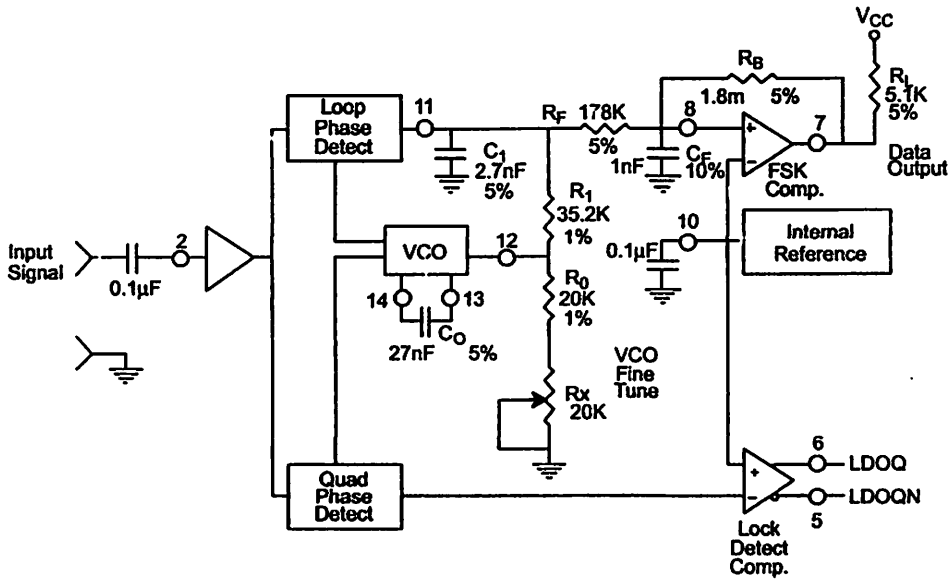 VCC
RB
1.8m 5%
RL
5.1K
5%
Loop
Phase
Detect
11
RF 178K
5%
8
+
−
7
FSK
Comp.
Data
Output
C1
2.7nF
5%
1nF
CF
10%
R1
35.2K
1%
10
0.1µF
Internal
Reference
Input
Signal
0.1µF
2
VCO
12
14
13
CO
27nF 5%
R0
20K
1%
VCO
Fine
Tune
Rx
20K
Quad
Phase
Detect
+
−
6
LDOQ
LDOQN
5
Lock
Detect
Comp.